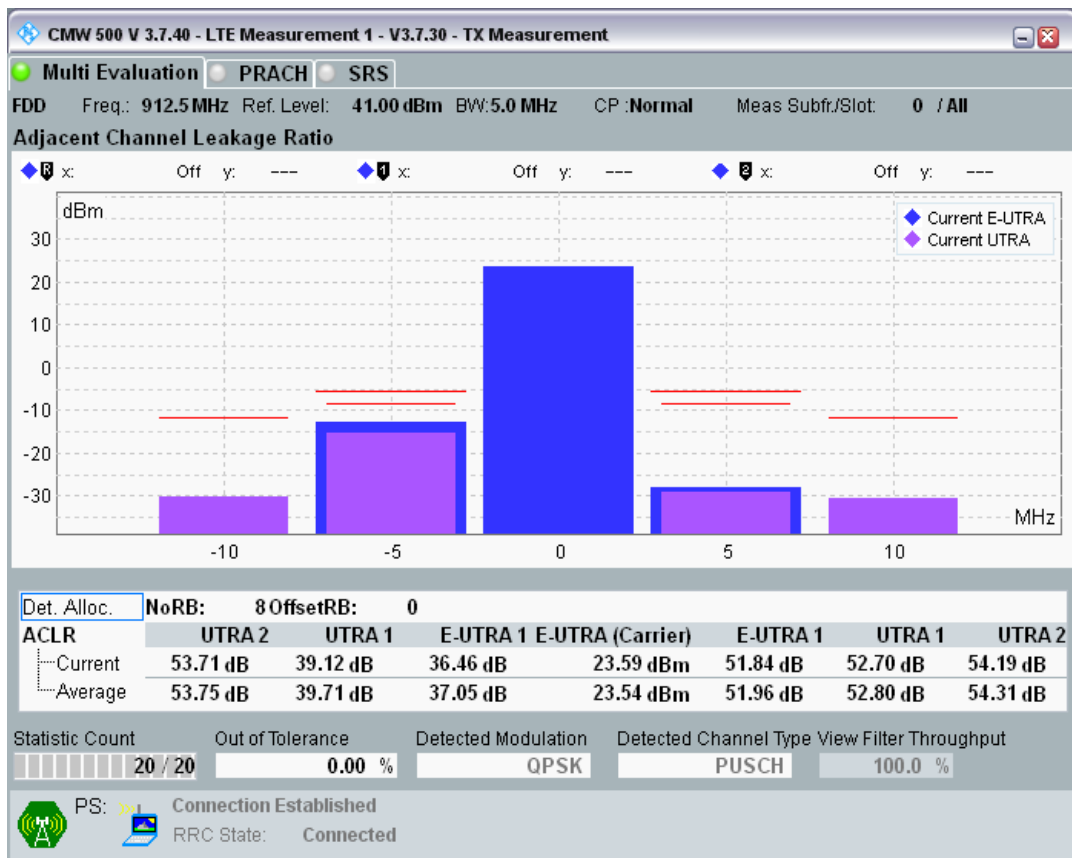 CMW 500 V 3.7.40 - LTE Measurement 1 - V3.7.30 - TX Measurement
Multi Evaluation PRACH SRS
FDD Freq.: 912.5 MHz Ref. Level: 41.00 dBm BW:5.0 MHz CP :Normal Meas Subfr./Slot: 0 / All
Adjacent Channel Leakage Ratio
R x: Off y: --- 1 x: Off y: --- 2 x: Off y: ---
dBm
Current E-UTRA
Current UTRA
30
20
10
0
-10
-20
-30
MHz
-10 -5 0 5 10
Det. Alloc. NoRB: 8 OffsetRB: 0
ACLR UTRA 2 UTRA 1 E-UTRA 1 E-UTRA (Carrier) E-UTRA 1 UTRA 1 UTRA 2
Current 53.71 dB 39.12 dB 36.46 dB 23.59 dBm 51.84 dB 52.70 dB 54.19 dB
Average 53.75 dB 39.71 dB 37.05 dB 23.54 dBm 51.96 dB 52.80 dB 54.31 dB
Statistic Count Out of Tolerance Detected Modulation Detected Channel Type View Filter Throughput
20 / 20 0.00 % QPSK PUSCH 100.0 %
PS: Connection Established
RRC State: Connected